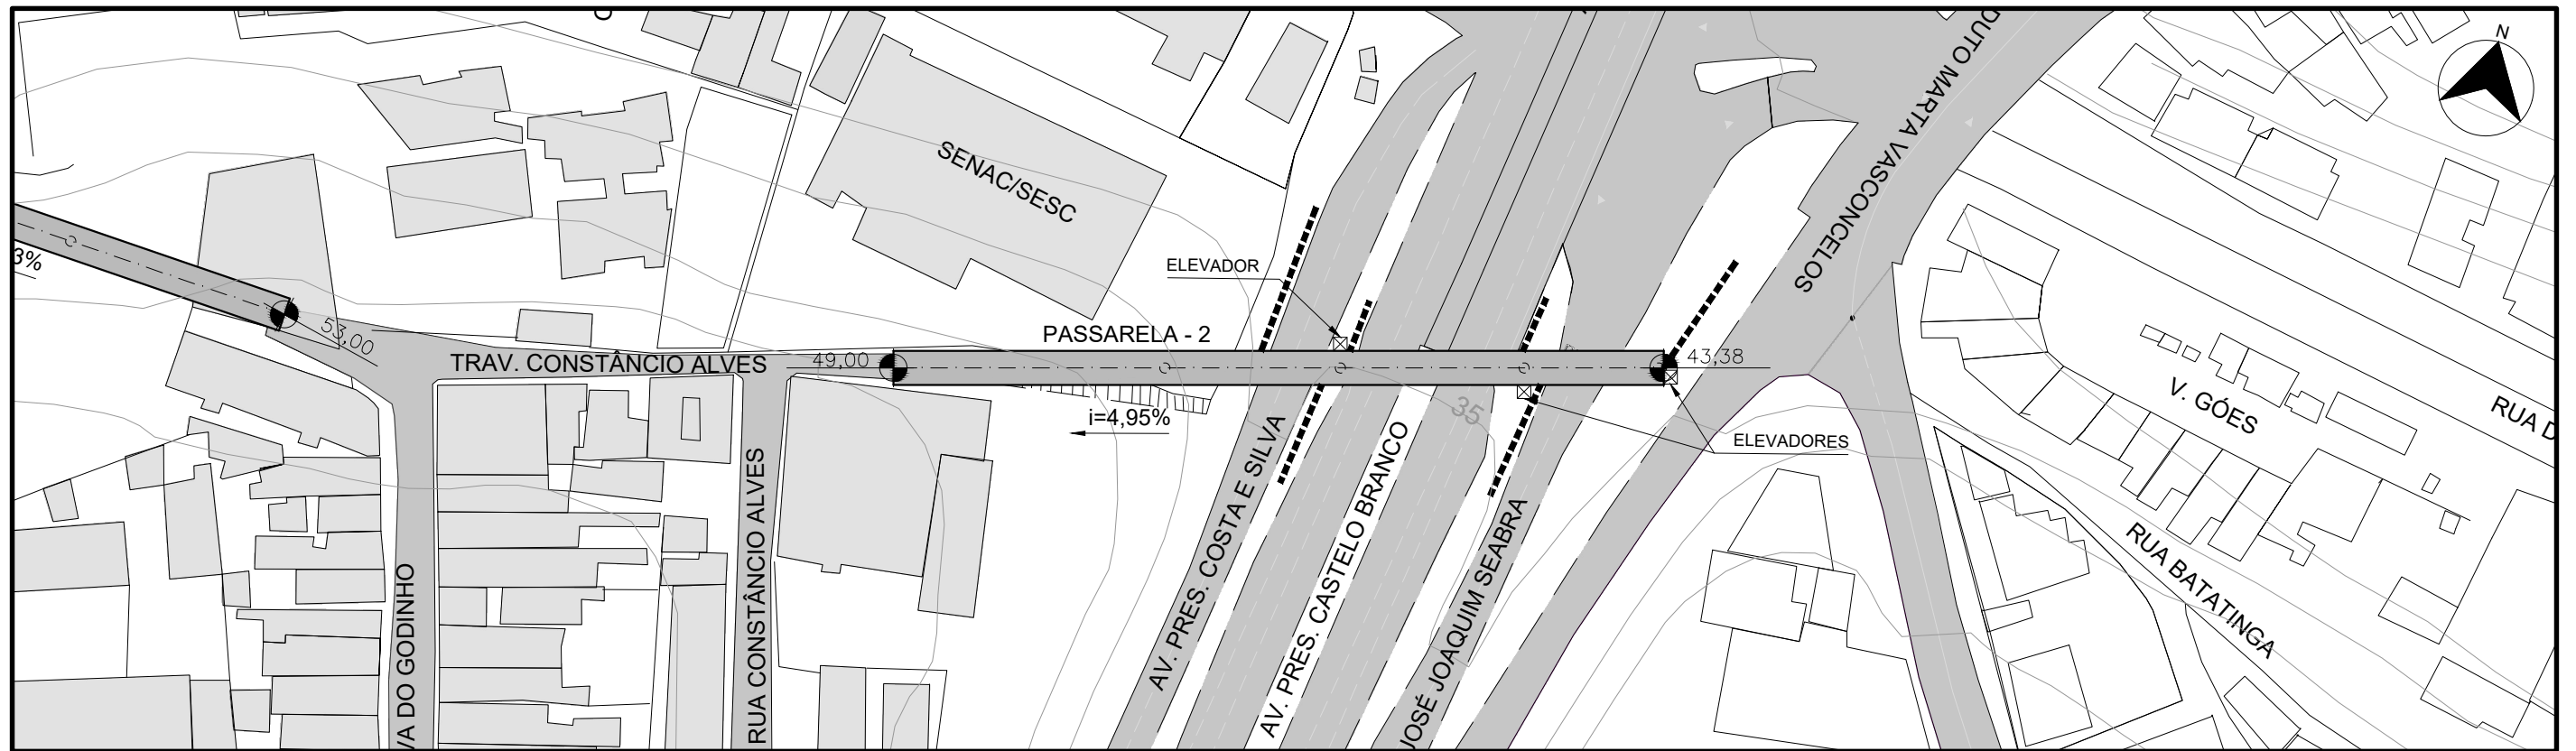 N
DUTO MARTA VASCONCELOS
SENAC/SESC
3%
ELEVADOR
53,00
PASSARELA - 2
TRAV. CONSTÂNCIO ALVES
49,00
43,38
i=4,95%
35
ELEVADORES
V. GÓES
RUA D
RUA BATATINGA
AV. PRES. COSTA E SILVA
AV. PRES. CASTELO BRANCO
JOSÉ JOAQUIM SEABRA
RUA CONSTÂNCIO ALVES
VA DO GODINHO